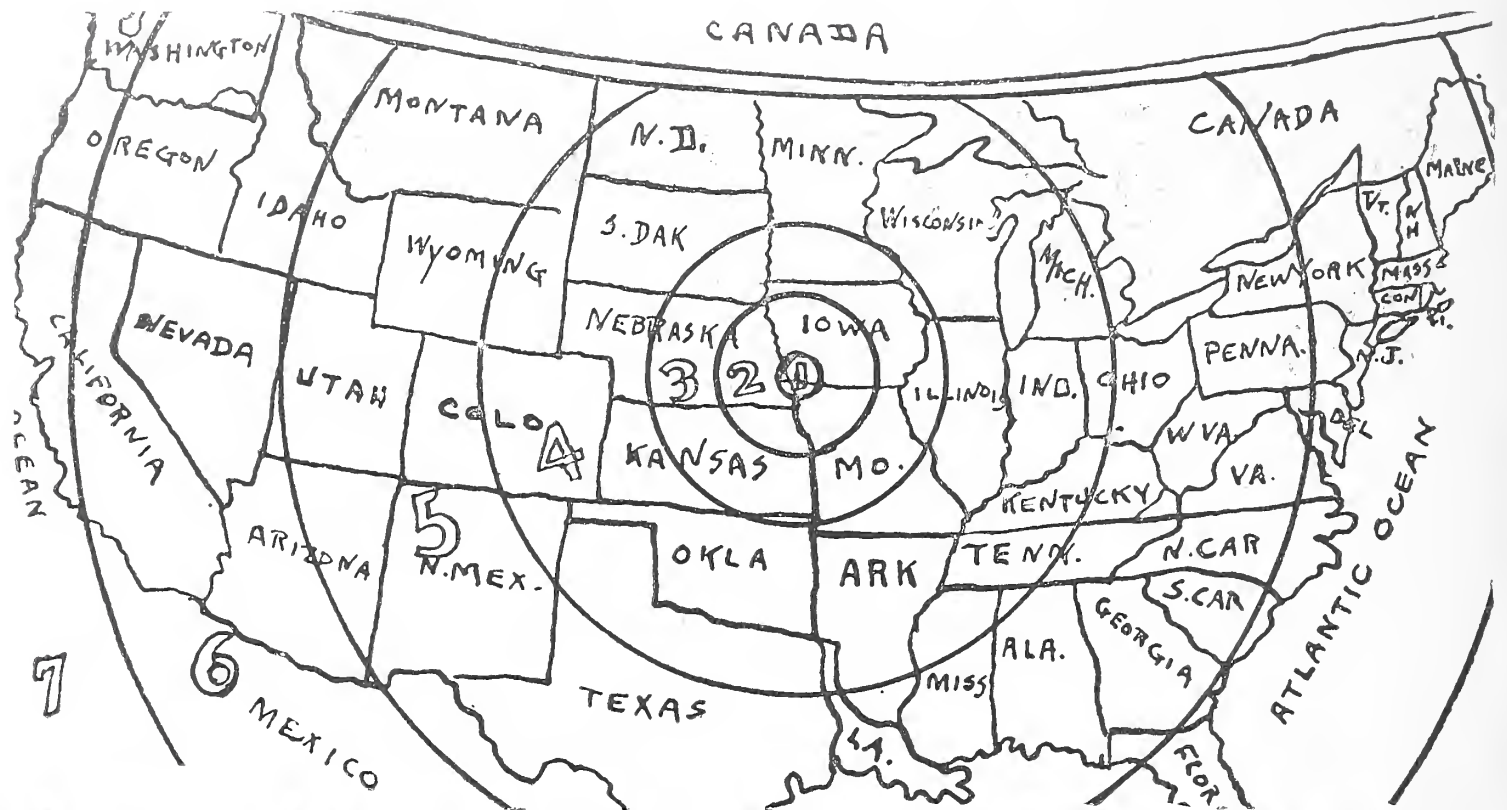 CANADA
WASHINGTON
MONTANA
N.D.
MINN.
CANADA
OREGON
IDAHO
WYOMING
S.DAK
WISCONSIN
MICH.
MAINE
VT.
NH
NEW YORK
MASS
CON
R.I.
NEVADA
NEBRASKA
IOWA
PENNA.
N.J.
CALIFORNIA
UTAH
COLO
3
2
1
ILLINOIS
IND.
OHIO
DEL
4
KANSAS
MO.
W VA.
VA.
OCEAN
KENTUCKY
5
ARIZONA
N.MEX.
OKLA
ARK
TENN.
N.CAR
S.CAR
GEORGIA
ATLANTIC OCEAN
7
6
MEXICO
TEXAS
MISS
ALA.
LA.
FLOR